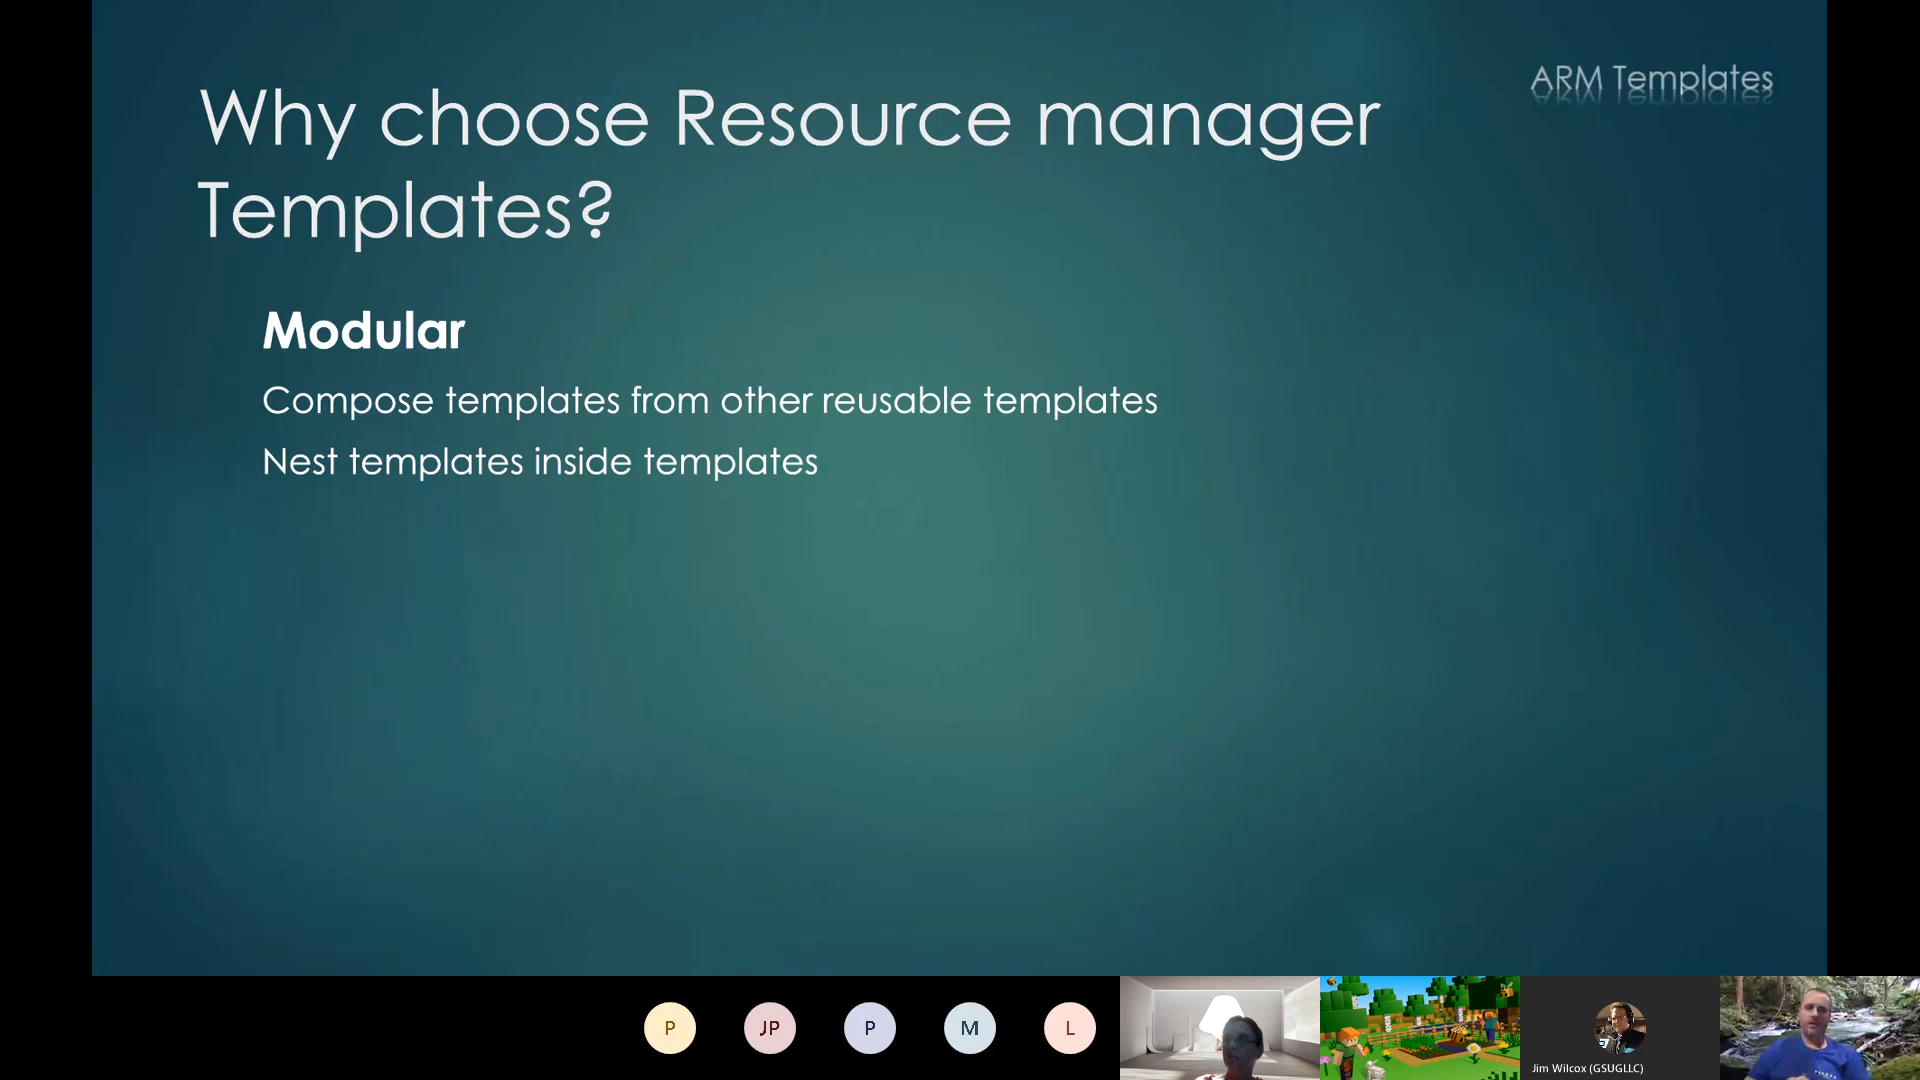 ARM Templates
Why choose Resource manager
Templates?
Modular
Compose templates from other reusable templates
Nest templates inside templates
P
JP
P
M
L
Jim Wilcox (GSUGLLC)